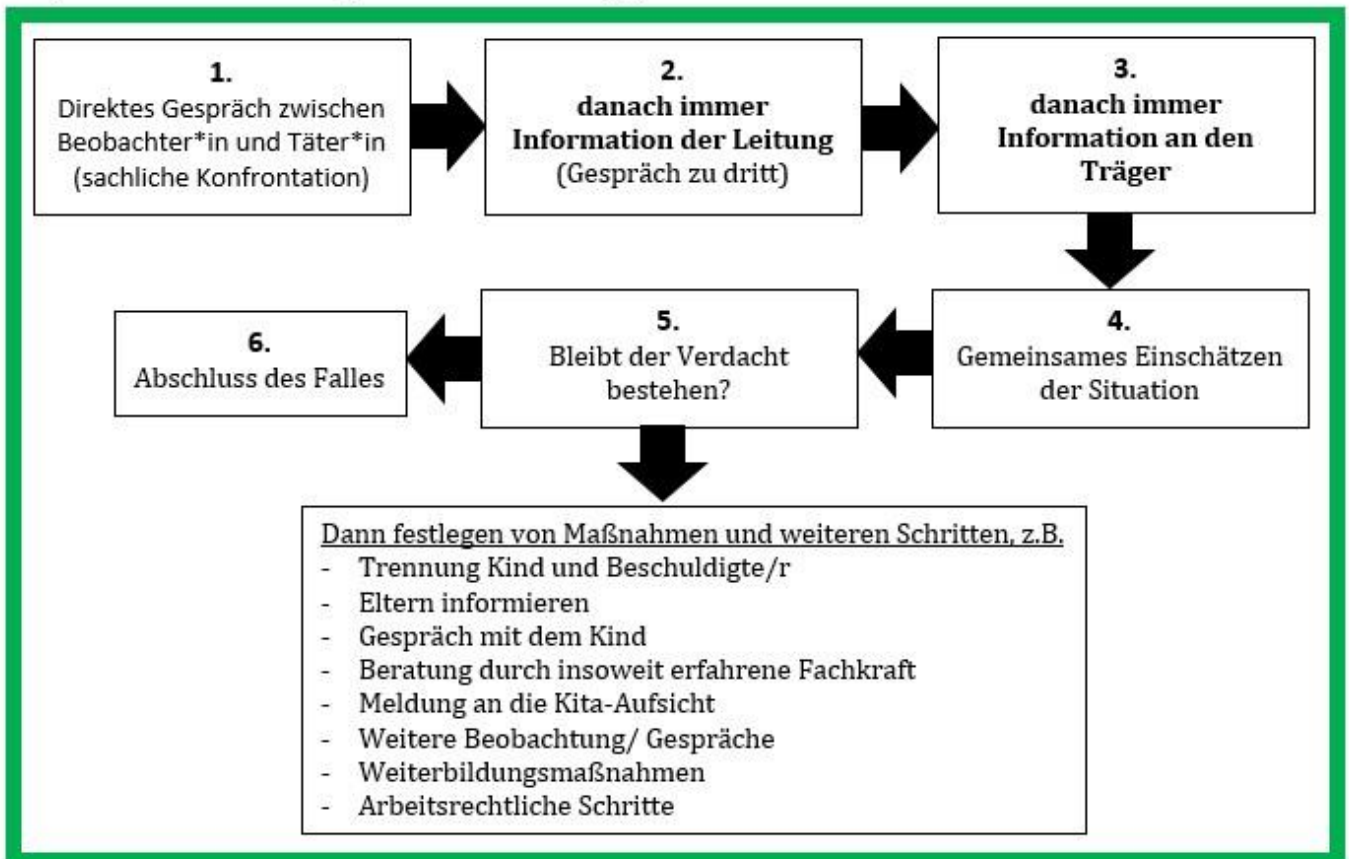 1.
Direktes Gespräch zwischen
Beobachter*in und Täter*in
(sachliche Konfrontation)
2.
danach immer
Information der Leitung
(Gespräch zu dritt)
3.
danach immer
Information an den
Träger
4.
Gemeinsames Einschätzen
der Situation
5.
Bleibt der Verdacht
bestehen?
6.
Abschluss des Falles
Dann festlegen von Maßnahmen und weiteren Schritten, z.B.
- Trennung Kind und Beschuldigte/r
- Eltern informieren
- Gespräch mit dem Kind
- Beratung durch insoweit erfahrene Fachkraft
- Meldung an die Kita-Aufsicht
- Weitere Beobachtung/ Gespräche
- Weiterbildungsmaßnahmen
- Arbeitsrechtliche Schritte